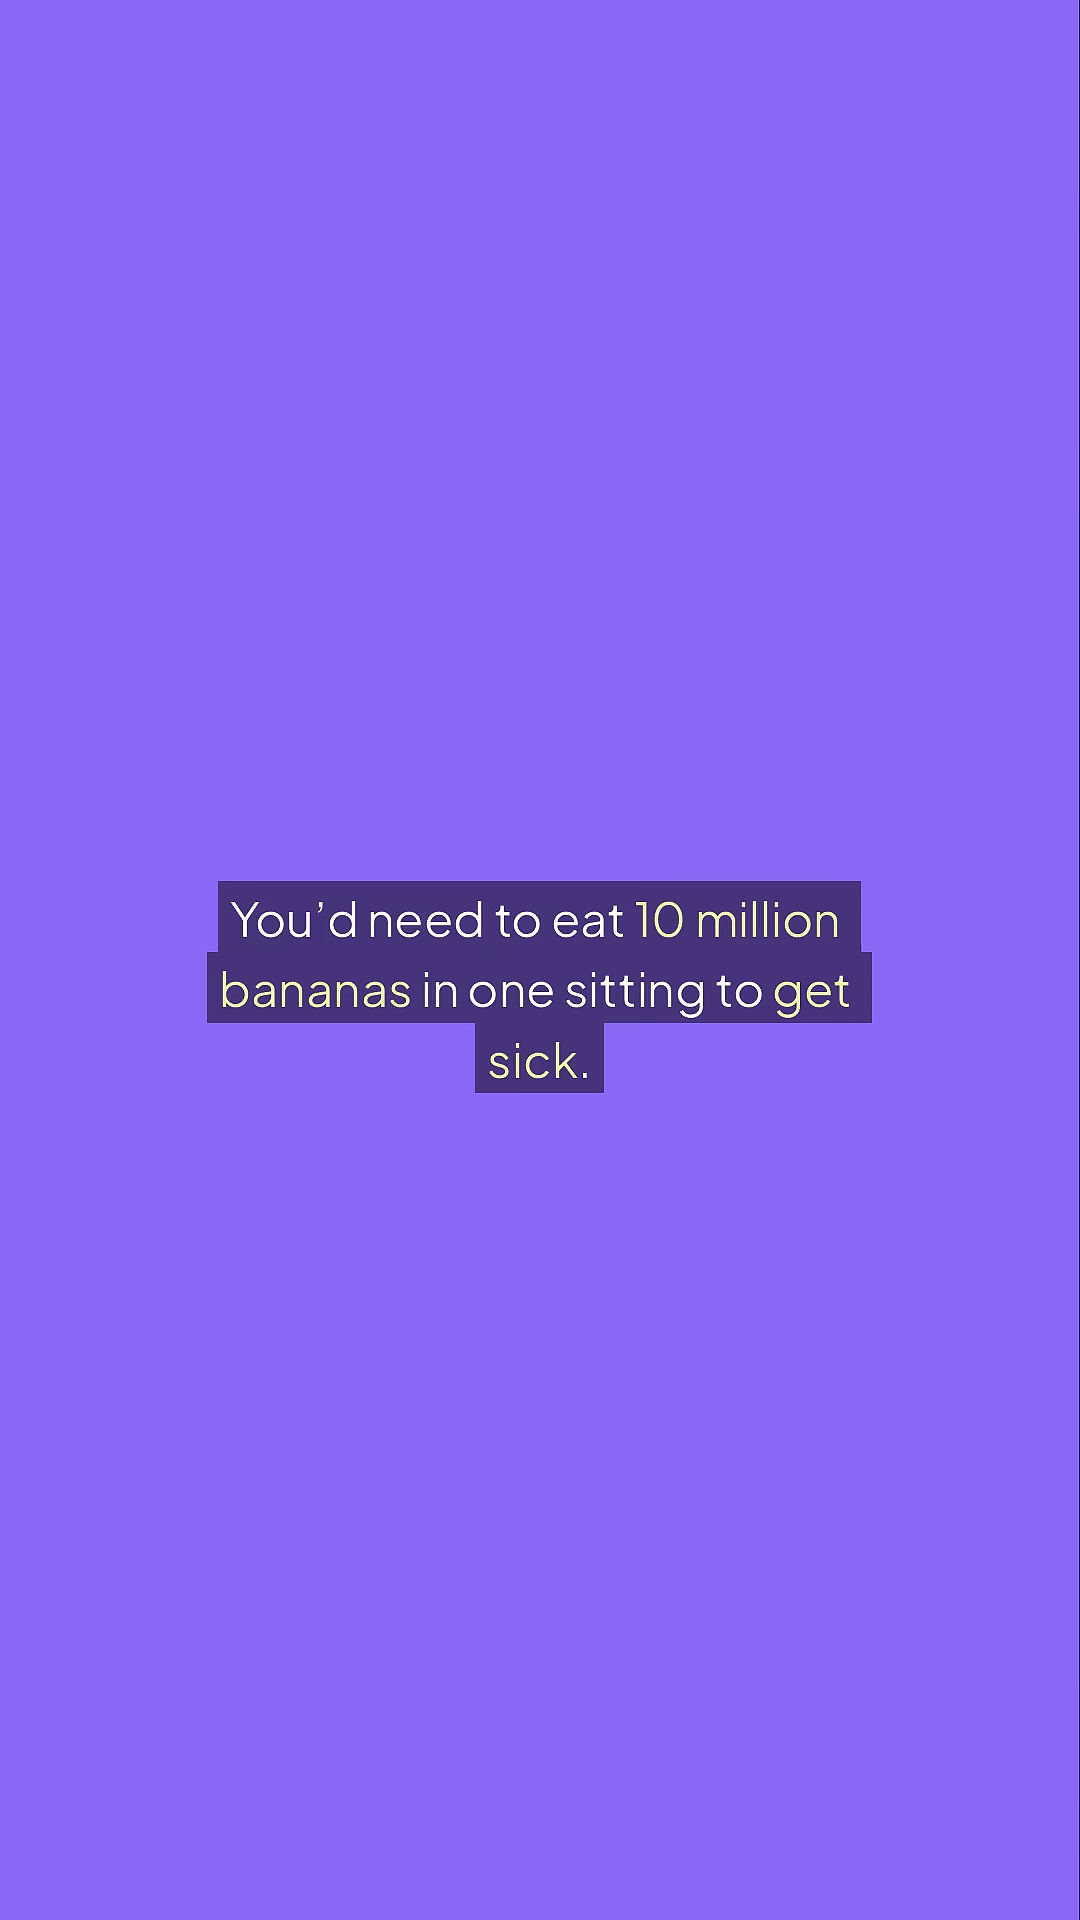 You’d need to eat 10 million
bananas in one sitting to get
sick.